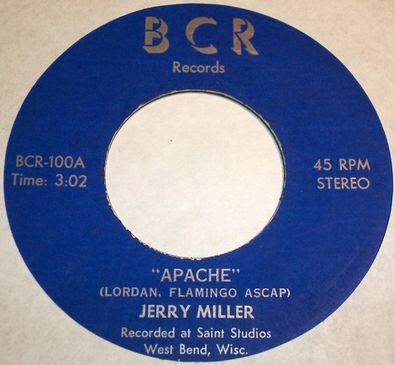 BCR
Records
BCR-100A
Time: 3:02
45 RPM
STEREO
"APACHE"
(LORDAN, FLAMINGO ASCAP)
JERRY MILLER
Recorded at Saint Studios
West Bend, Wisc.